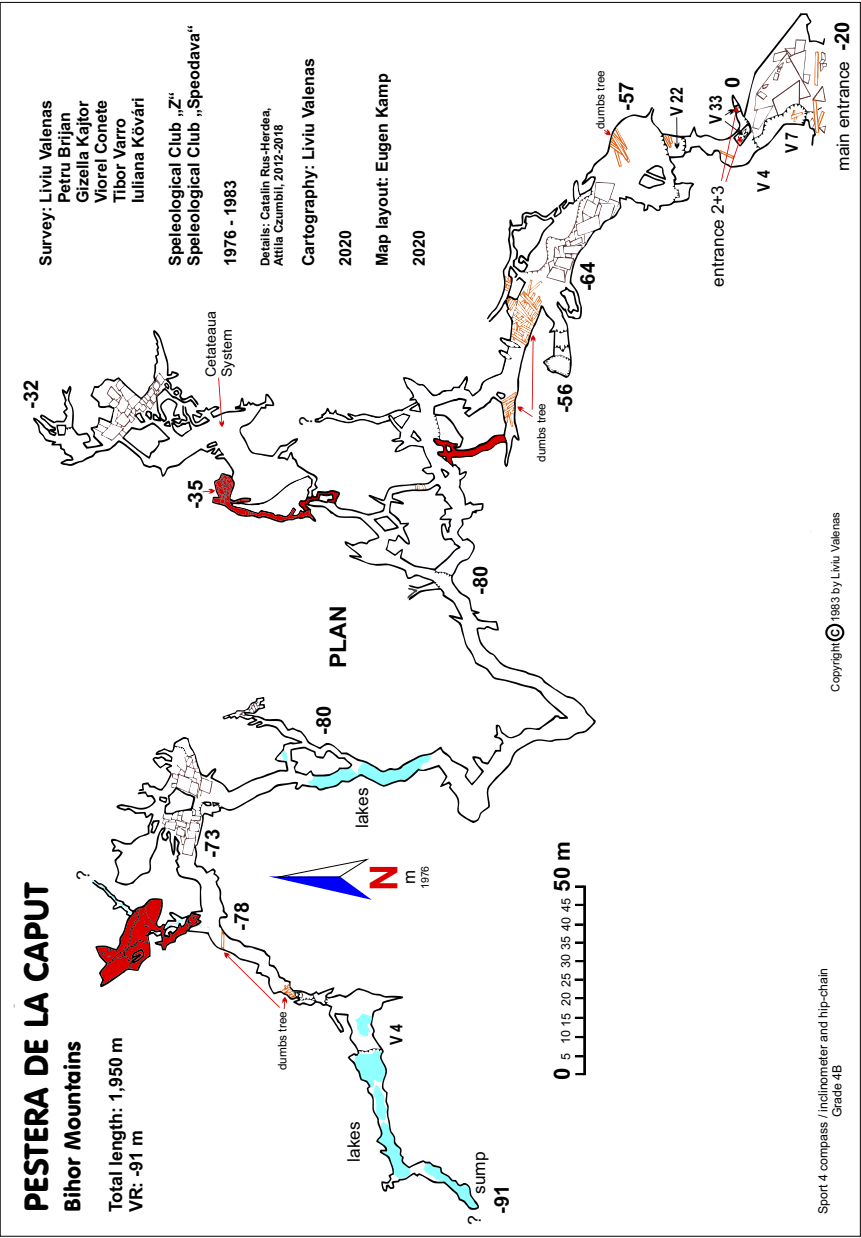 PESTERA DE LA CAPUT
Bihor Mountains
Total length: 1,950 m
VR: -91 m
Survey: Liviu Valenas
Petru Brijan
Gizella Kajtor
Viorel Conete
Tibor Varro
Iuliana Kövári
Speleological Club „Z“
Speleological Club „Speodava“
1976 - 1983
Details: Catalin Rus-Herdea,
Attila Czumbil, 2012-2018
Cartography: Liviu Valenas
2020
Map layout: Eugen Kamp
2020
PLAN
-32
Cetateaua
System
-35
?
?
-73
-80
lakes
-78
dumbs tree
V 4
lakes
?
sump
-91
N
m
1976
-80
dumbs tree
-56
-64
dumbs tree
-57
V 22
V 33
0
V 4
V 7
entrance 2+3
main entrance -20
0 5 10 15 20 25 30 35 40 45 50 m
Sport 4 compass / inclinometer and hip-chain
Grade 4B
Copyright © 1983 by Liviu Valenas